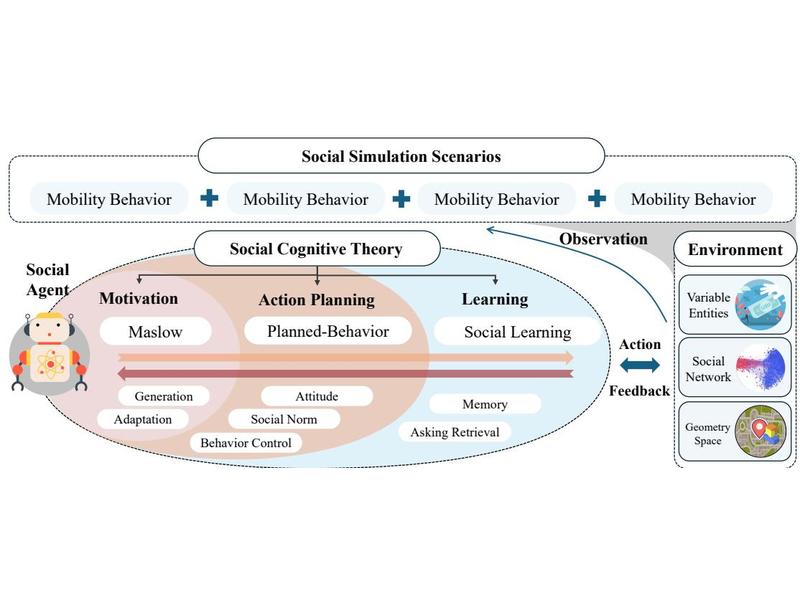 Social Simulation Scenarios
Mobility Behavior
Mobility Behavior
Mobility Behavior
Mobility Behavior
Social Cognitive Theory
Observation
Environment
Social
Agent
Motivation
Action Planning
Learning
Variable
Entities
Maslow
Planned-Behavior
Social Learning
Action
Feedback
Social
Network
Generation
Attitude
Memory
Adaptation
Social Norm
Asking Retrieval
Behavior Control
Geometry
Space